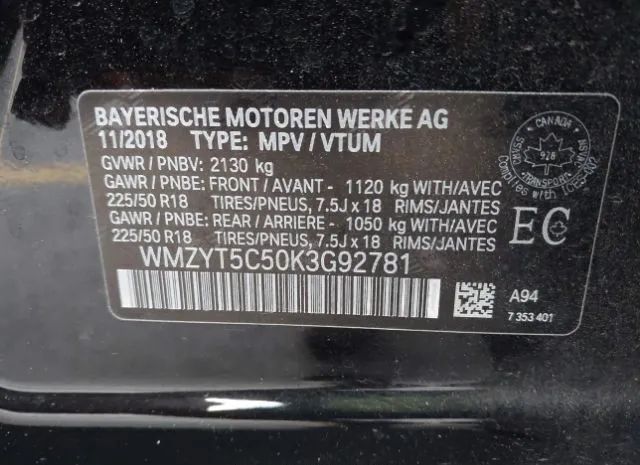 BAYERISCHE MOTOREN WERKE AG
11/2018 TYPE: MPV / VTUM
GVWR / PNBV: 2130 kg
GAWR / PNBE: FRONT / AVANT - 1120 kg WITH/AVEC
225/50 R18 TIRES/PNEUS, 7.5J x 18 RIMS/JANTES
GAWR / PNBE: REAR / ARRIERE - 1050 kg WITH/AVEC
225/50 R18 TIRES/PNEUS, 7.5J x 18 RIMS/JANTES
WMZYT5C50K3G92781
CANADA
928
TRANSPORT
EC
A94
7 353 401